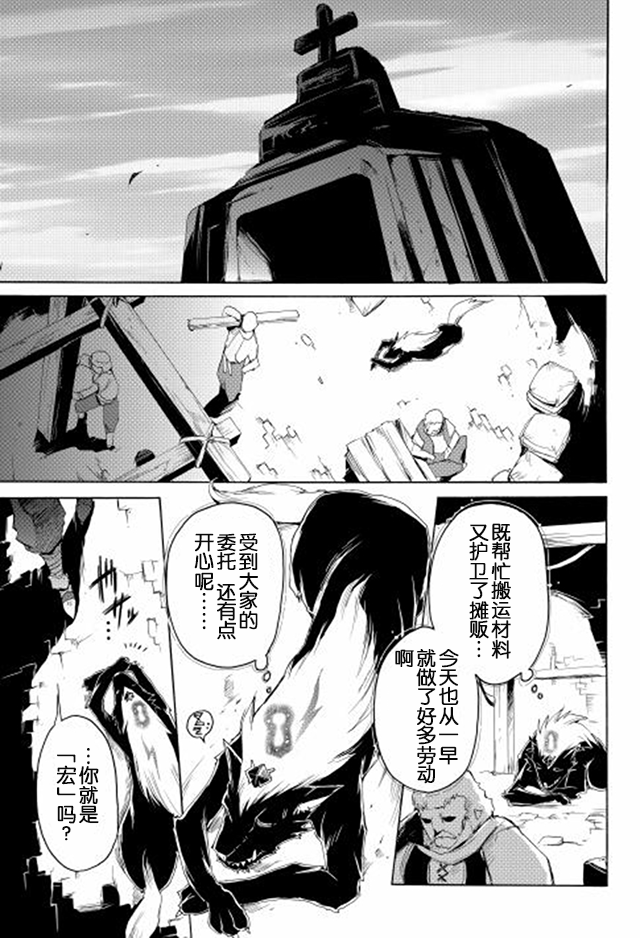 既帮忙搬运材料
又护卫了摊贩…
今天也从一早
就做了好多劳动
啊
受到大家的
委托 还有点
开心呢……
…你就是
「宏」吗？